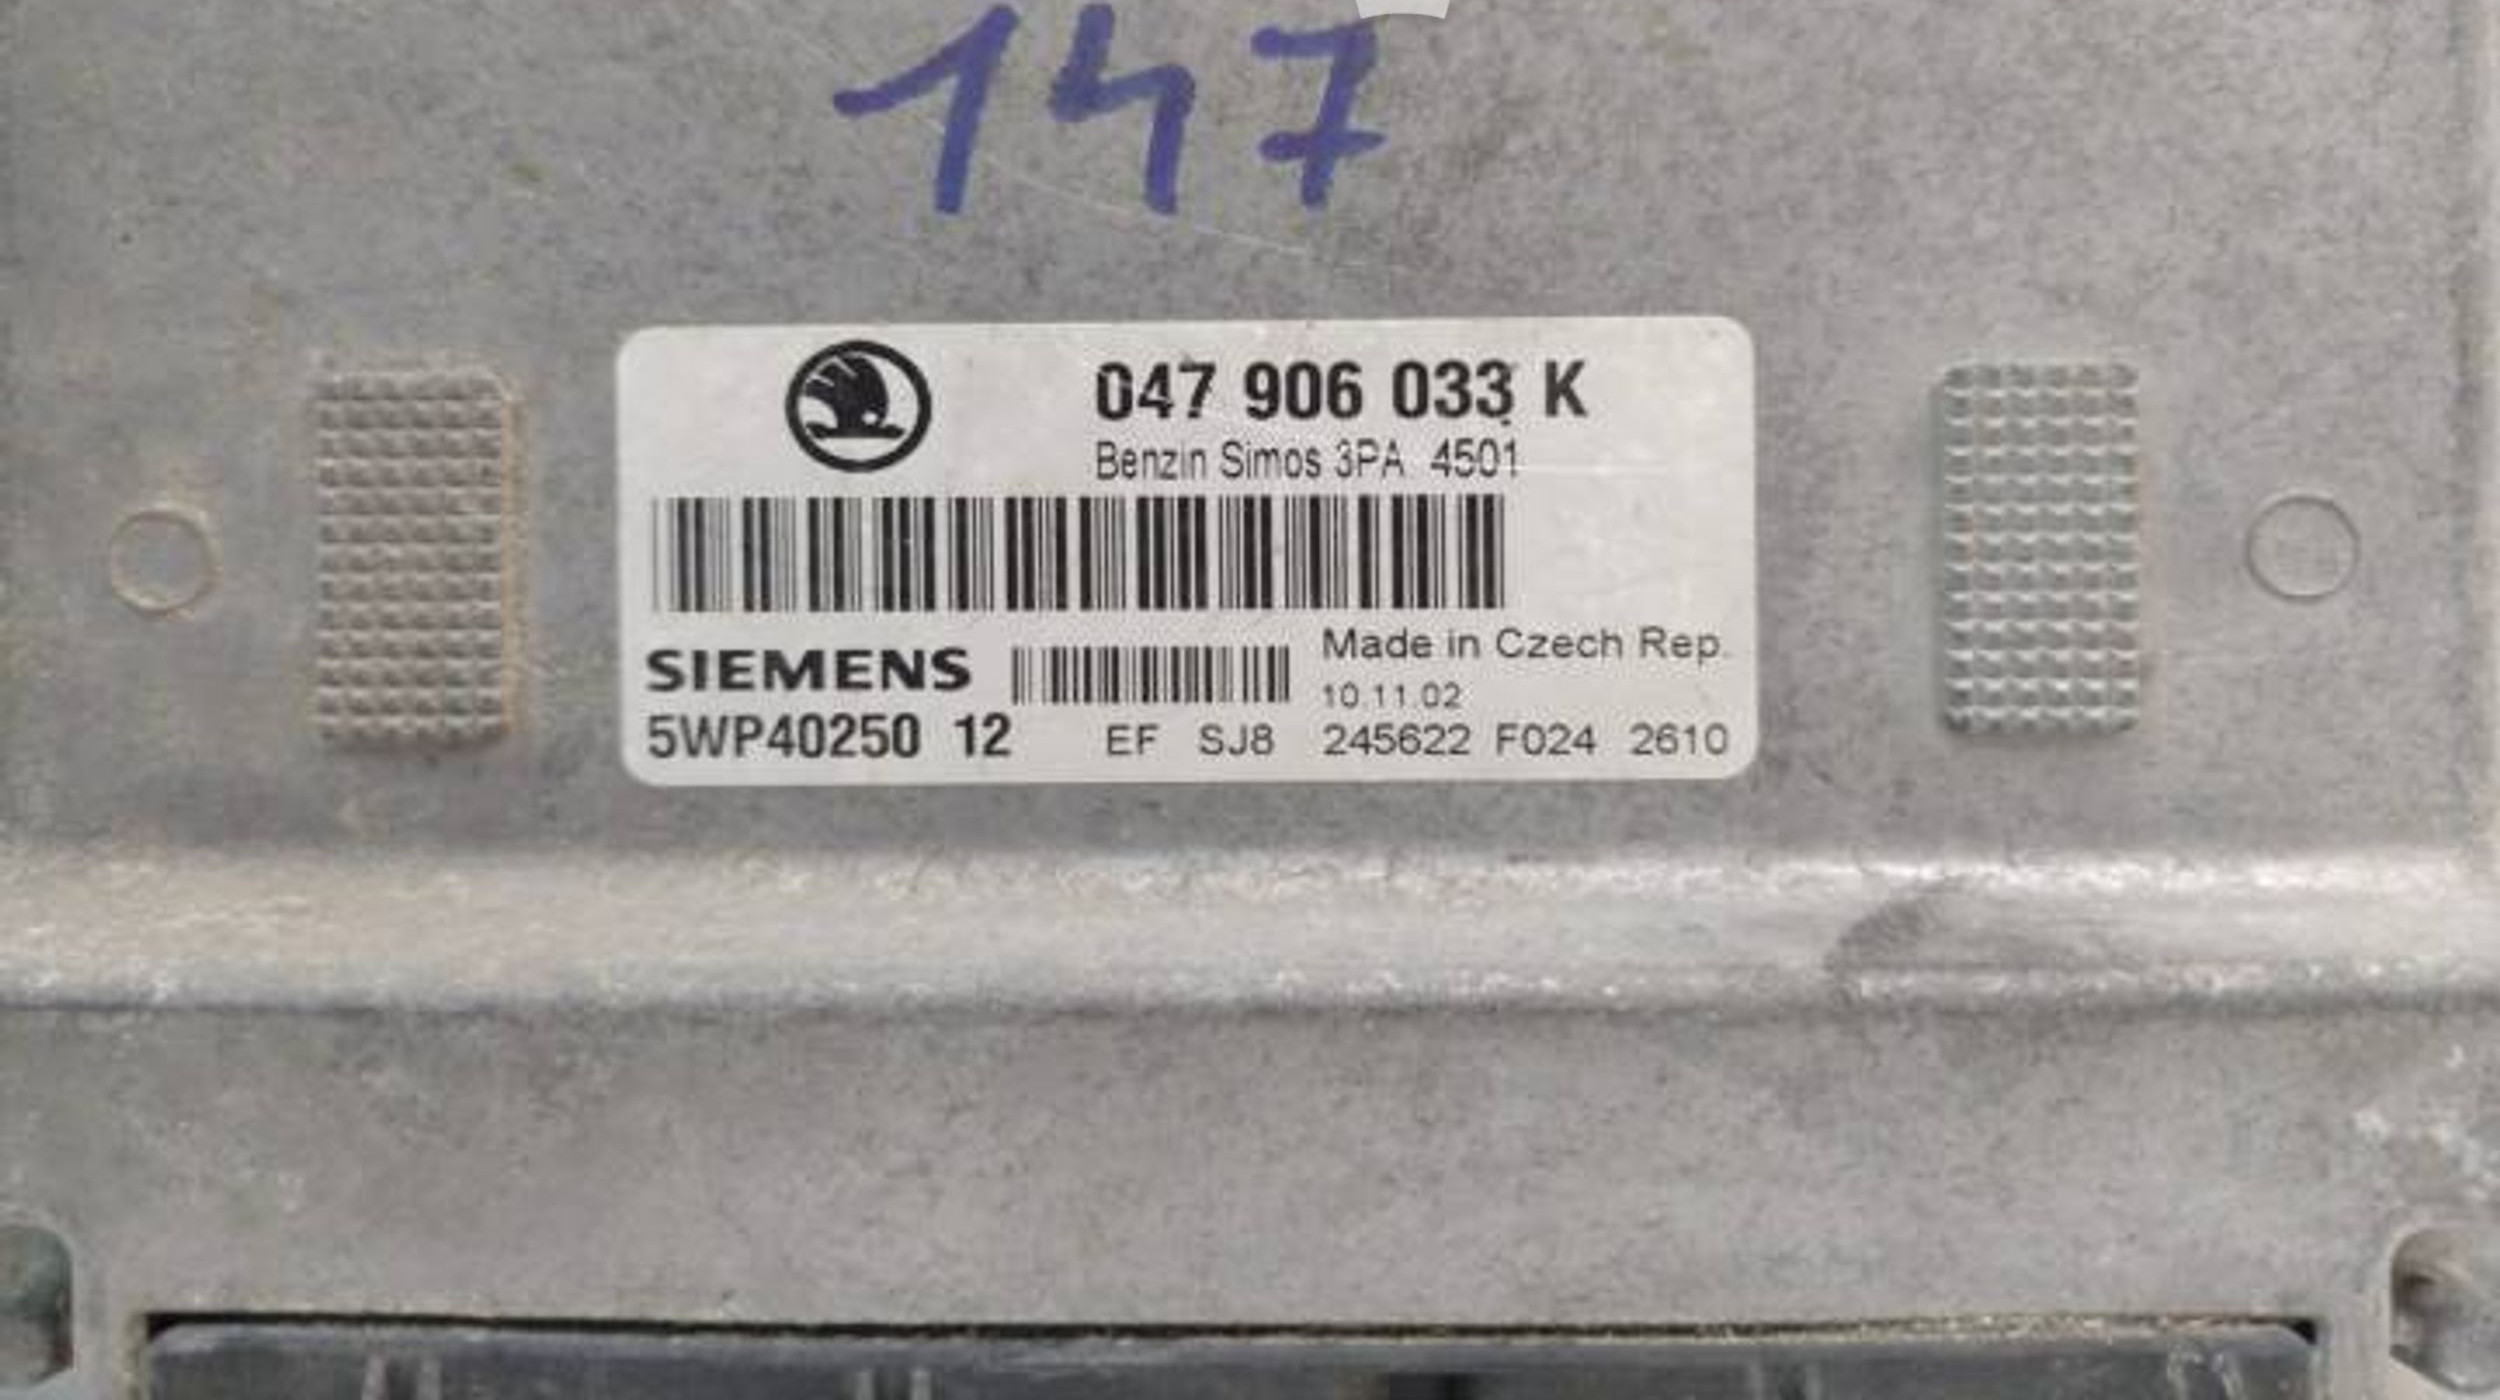 147
047 906 033 K
Benzin Simos 3PA 4501
SIEMENS
Made in Czech Rep.
10.11.02
5WP40250 12 EF SJ8 245622 F024 2610